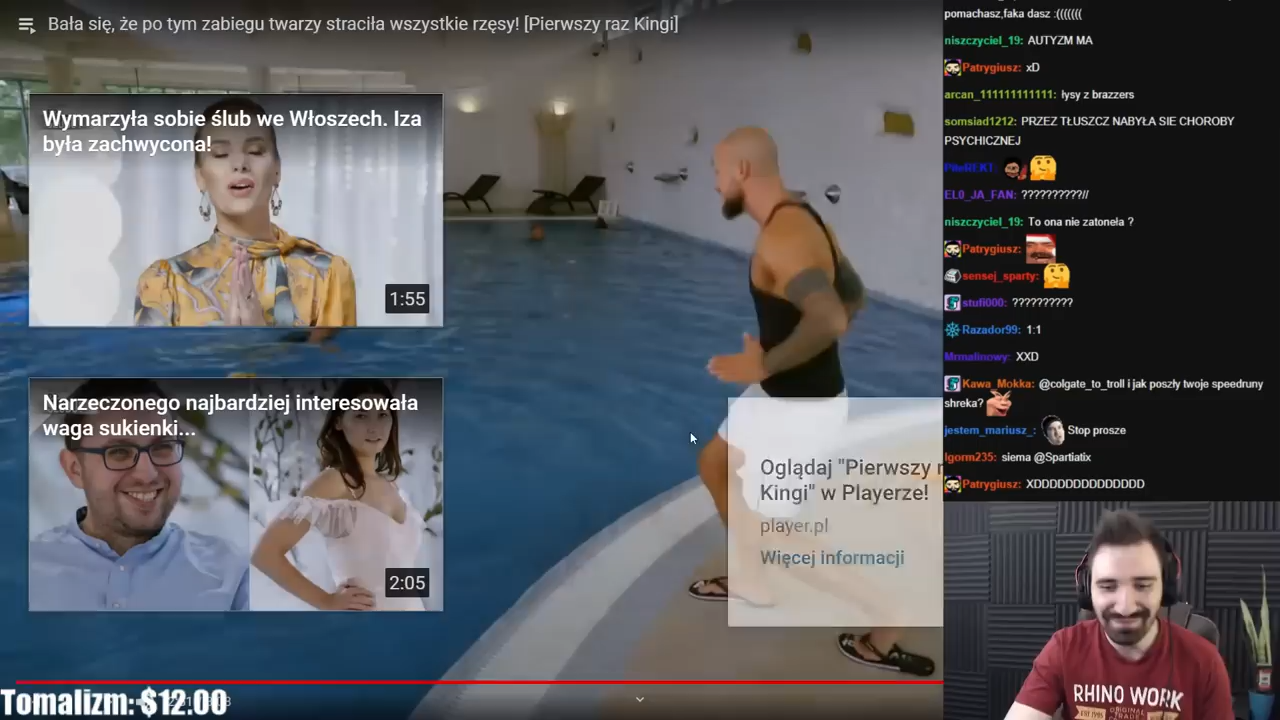 Bała się, że po tym zabiegu twarzy straciła wszystkie rzęsy! [Pierwszy raz Kingi]
Wymarzyła sobie ślub we Włoszech. Iza
była zachwycona!
1:55
Narzeczonego najbardziej interesowała
waga sukienki...
2:05
Oglądaj "Pierwszy r
Kingi" w Playerze!
player.pl
Więcej informacji
Tomalizm: $12.00
pomachasz,faka dasz :(((((((
niszczyciel_19: AUTYZM MA
Patrygiusz: xD
arcan_111111111111: łysy z brazzers
somsiad1212: PRZEZ TŁUSZCZ NABYŁA SIE CHOROBY
PSYCHICZNEJ
PiteREKT:
EL0_JA_FAN: ??????????//
niszczyciel_19: To ona nie zatoneła ?
Patrygiusz:
sensej_sparty:
stufi000: ??????????
Razador99: 1:1
Mrmalinowy: XXD
Kawa_Mokka: @colgate_to_troll i jak poszły twoje speedruny
shreka?
jestem_mariusz_: Stop prosze
Igorm235: siema @Spartiatix
Patrygiusz: XDDDDDDDDDDDDDD
RHINO WORK
ORIGINAL